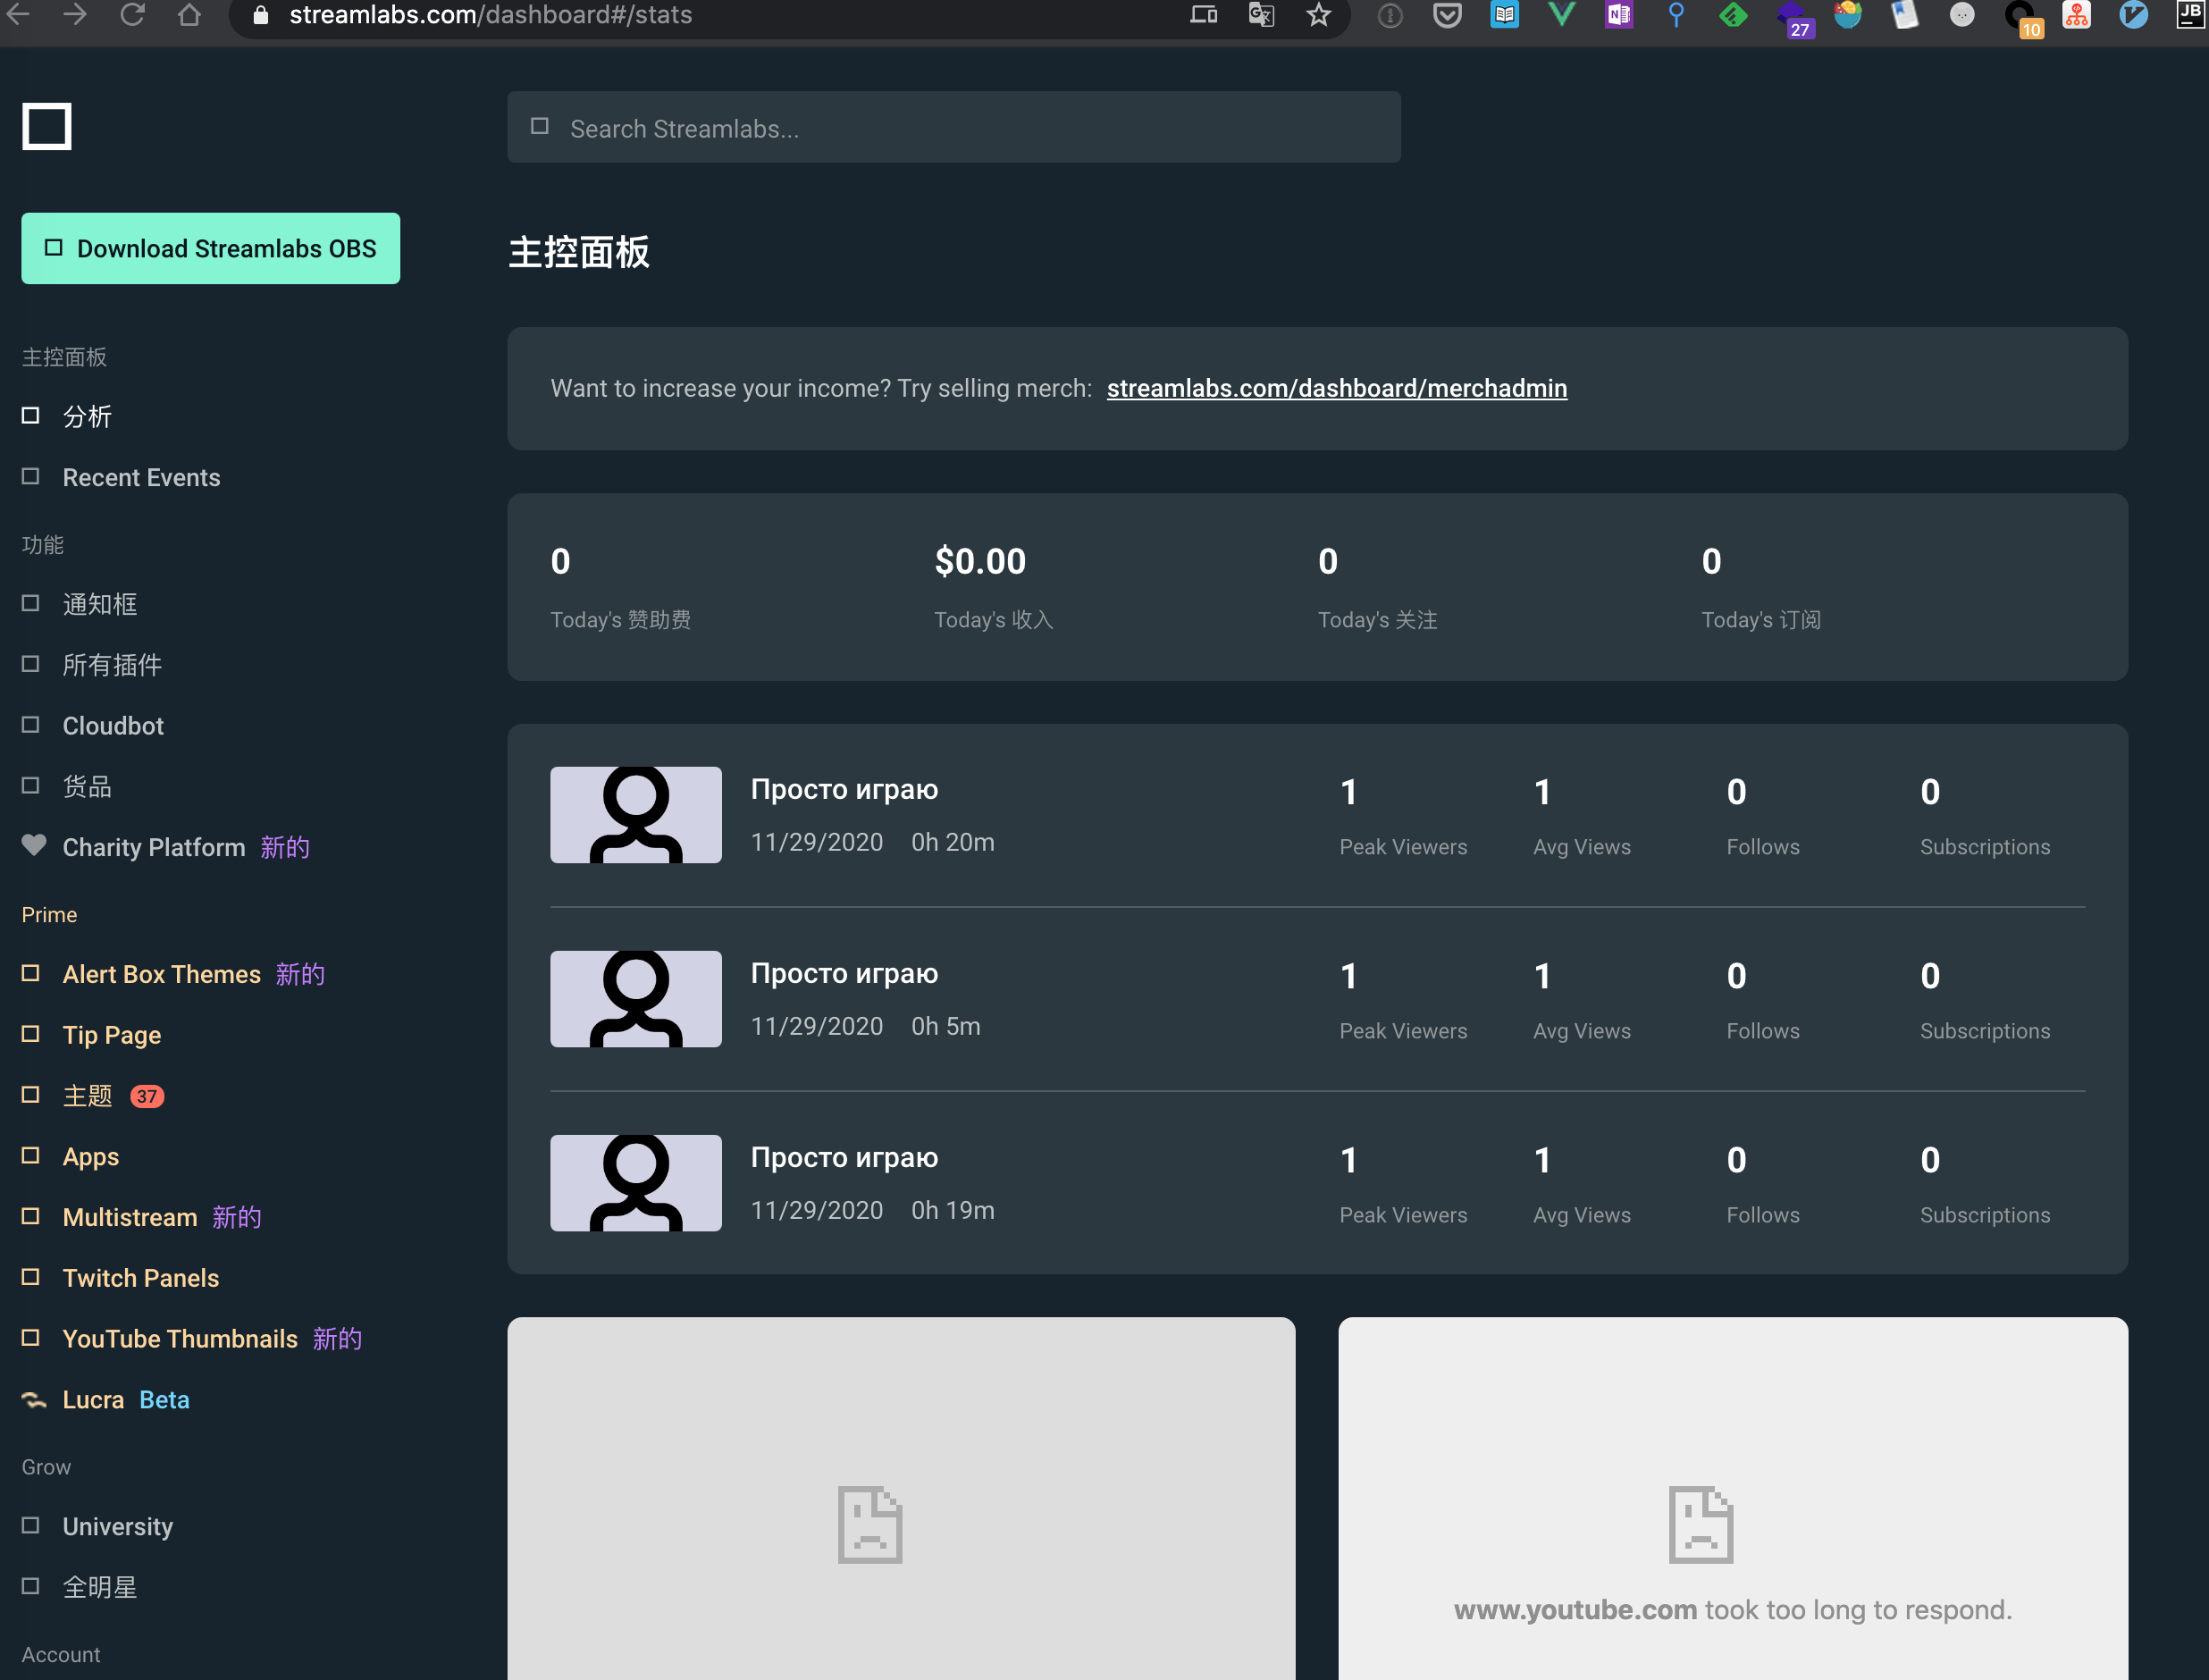 streamlabs.com/dashboard#/stats
27
10
JB
Search Streamlabs...
Download Streamlabs OBS
主控面板
分析
Recent Events
功能
通知框
所有插件
Cloudbot
货品
Charity Platform 新的
Prime
Alert Box Themes 新的
Tip Page
主题 37
Apps
Multistream 新的
Twitch Panels
YouTube Thumbnails 新的
Lucra Beta
Grow
University
全明星
Account
主控面板
Want to increase your income? Try selling merch: streamlabs.com/dashboard/merchadmin
0 $0.00 0 0
Today's 赞助费 Today's 收入 Today's 关注 Today's 订阅
Просто играю 1 1 0 0
11/29/2020 0h 20m Peak Viewers Avg Views Follows Subscriptions
Просто играю 1 1 0 0
11/29/2020 0h 5m Peak Viewers Avg Views Follows Subscriptions
Просто играю 1 1 0 0
11/29/2020 0h 19m Peak Viewers Avg Views Follows Subscriptions
www.youtube.com took too long to respond.